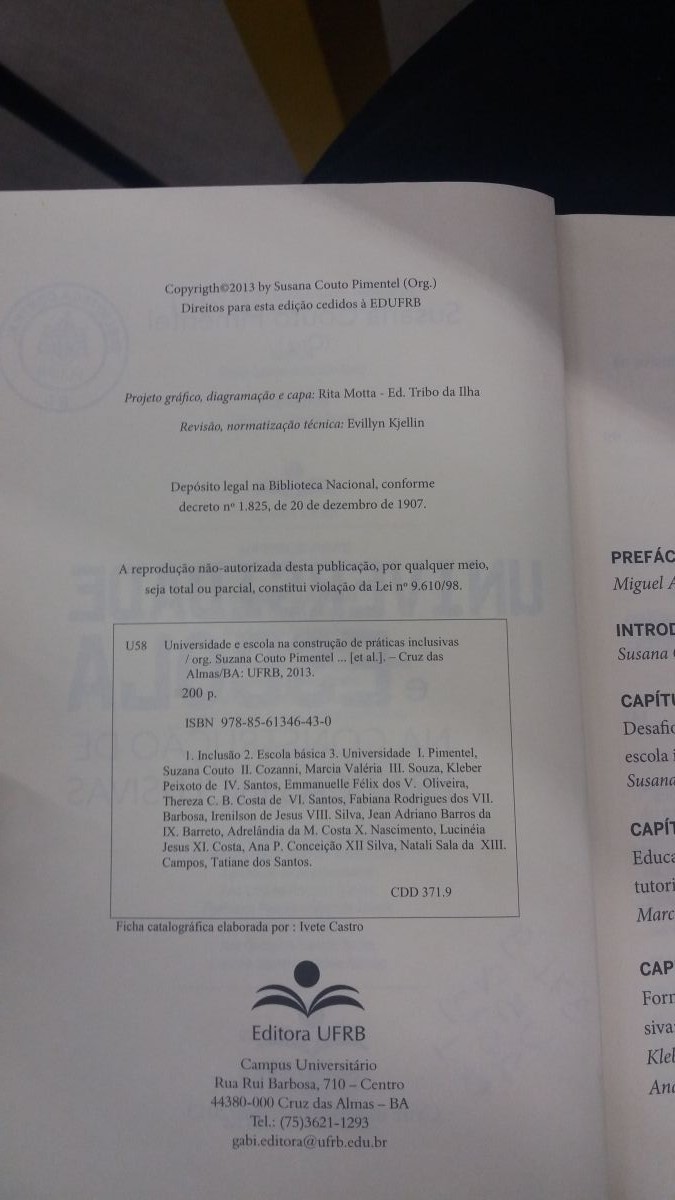 Copyrigth©2013 by Susana Couto Pimentel (Org.)
Direitos para esta edição cedidos à EDUFRB
Projeto gráfico, diagramação e capa: Rita Motta - Ed. Tribo da Ilha
Revisão, normatização técnica: Evillyn Kjellin
Depósito legal na Biblioteca Nacional, conforme
decreto nº 1.825, de 20 de dezembro de 1907.
A reprodução não-autorizada desta publicação, por qualquer meio,
seja total ou parcial, constitui violação da Lei nº 9.610/98.
U58 Universidade e escola na construção de práticas inclusivas
/ org. Suzana Couto Pimentel ... [et al.]. – Cruz das
Almas/BA: UFRB, 2013.
200 p.
ISBN 978-85-61346-43-0
1. Inclusão 2. Escola básica 3. Universidade I. Pimentel,
Suzana Couto II. Cozanni, Marcia Valéria III. Souza, Kleber
Peixoto de IV. Santos, Emmanuelle Félix dos V. Oliveira,
Thereza C. B. Costa de VI. Santos, Fabiana Rodrigues dos VII.
Barbosa, Irenilson de Jesus VIII. Silva, Jean Adriano Barros da
IX. Barreto, Adrelândia da M. Costa X. Nascimento, Lucinéia
Jesus XI. Costa, Ana P. Conceição XII Silva, Natali Sala da XIII.
Campos, Tatiane dos Santos.
CDD 371.9
Ficha catalográfica elaborada por : Ivete Castro
Editora UFRB
Campus Universitário
Rua Rui Barbosa, 710 – Centro
44380-000 Cruz das Almas – BA
Tel.: (75)3621-1293
gabi.editora@ufrb.edu.br
PREFÁC
Miguel A
INTROD
Susana
CAPÍTU
Desafio
escola i
Susana
CAPÍT
Educa
tutori
Marc
CAP
Forn
siva
Kleb
Ana